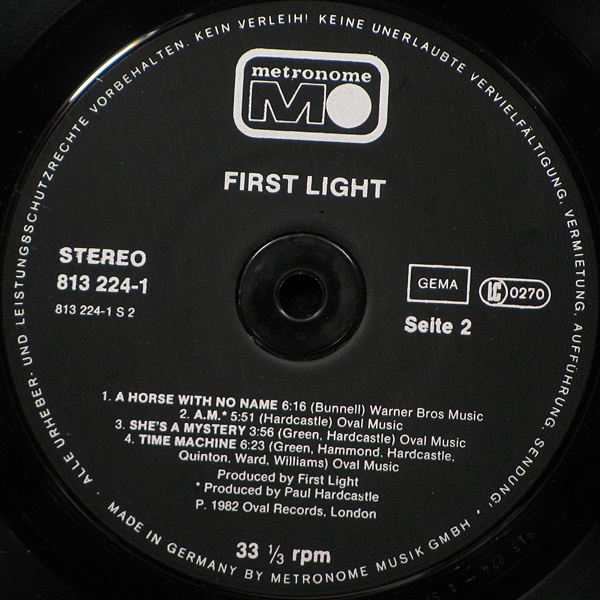 ALLE URHEBER- UND LEISTUNGSSCHUTZRECHTE VORBEHALTEN. KEIN VERLEIH! KEINE UNERLAUBTE VERVIELFÄLTIGUNG, VERMIETUNG, AUFFÜHRUNG, SENDUNG!
metronome
M
FIRST LIGHT
STEREO
813 224-1
813 224-1 S 2
GEMA
LC 0270
Seite 2
1. A HORSE WITH NO NAME 6:16 (Bunnell) Warner Bros Music
2. A.M.* 5:51 (Hardcastle) Oval Music
3. SHE'S A MYSTERY 3:56 (Green, Hardcastle) Oval Music
4. TIME MACHINE 6:23 (Green, Hammond, Hardcastle,
Quinton, Ward, Williams) Oval Music
Produced by First Light
* Produced by Paul Hardcastle
P. 1982 Oval Records, London
33 ⅓ rpm
MADE IN GERMANY BY METRONOME MUSIK GMBH